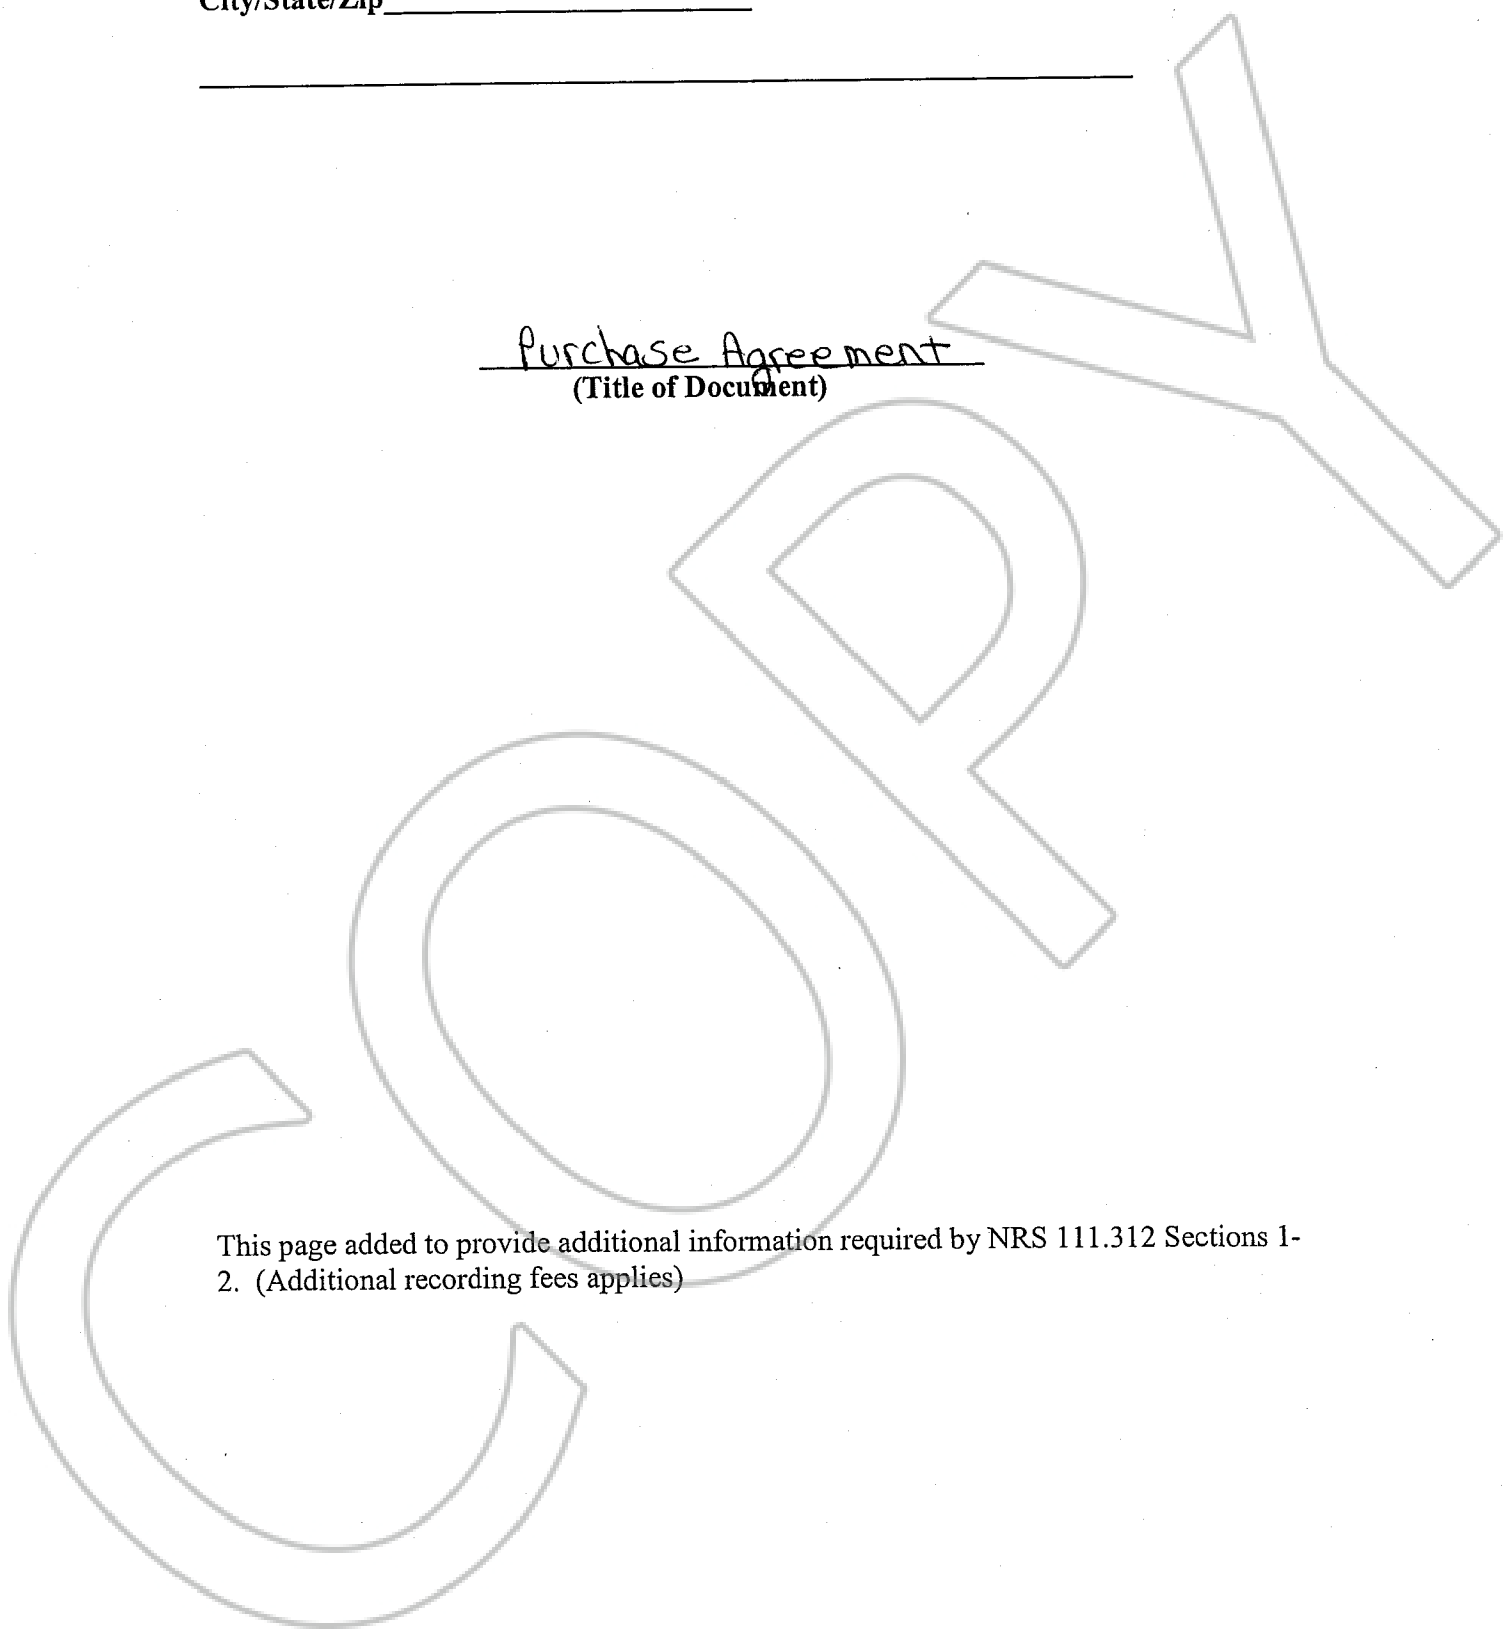 City/State/Zip
Purchase Agreement
(Title of Document)
COPY
This page added to provide additional information required by NRS 111.312 Sections 1-
2. (Additional recording fees applies)